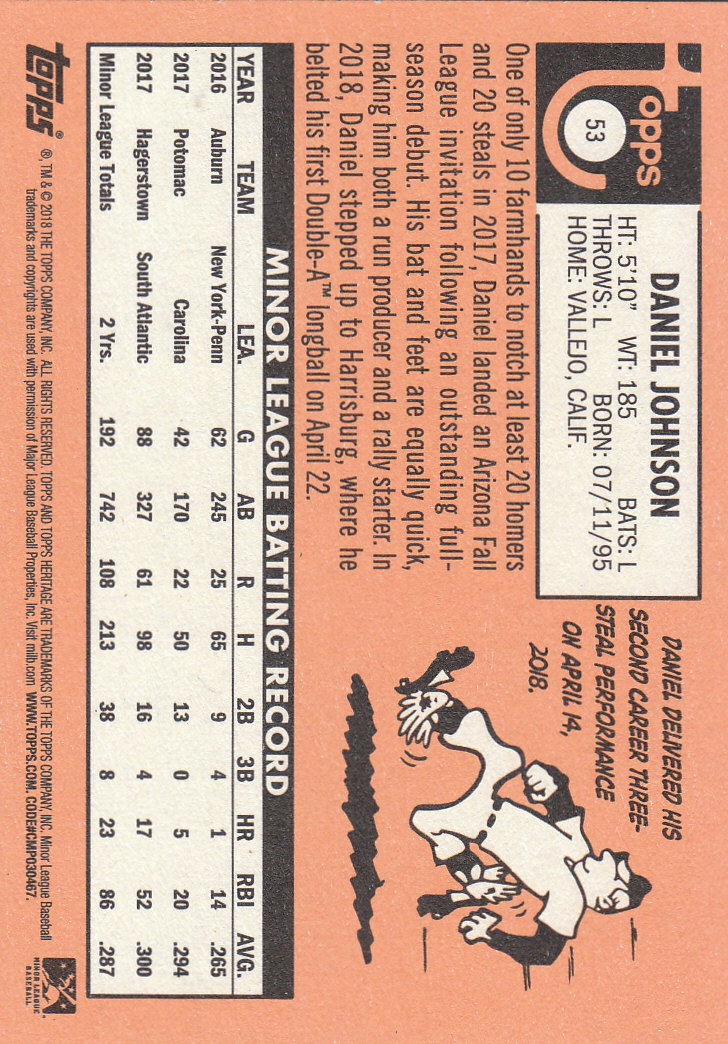 Topps
53
DANIEL JOHNSON
HT: 5'10" WT: 185 BATS: L
THROWS: L BORN: 07/11/95
HOME: VALLEJO, CALIF.
DANIEL DELIVERED HIS
SECOND CAREER THREE-
STEAL PERFORMANCE
ON APRIL 14,
2018.
One of only 10 farmhands to notch at least 20 homers
and 20 steals in 2017, Daniel landed an Arizona Fall
League invitation following an outstanding full-
season debut. His bat and feet are equally quick,
making him both a run producer and a rally starter. In
2018, Daniel stepped up to Harrisburg, where he
belted his first Double-A™ longball on April 22.
MINOR LEAGUE BATTING RECORD
YEAR TEAM LEA. G AB R H 2B 3B HR RBI AVG.
2016 Auburn New York-Penn 62 245 25 65 9 4 1 14 .265
2017 Potomac Carolina 42 170 22 50 13 0 5 20 .294
2017 Hagerstown South Atlantic 88 327 61 98 16 4 17 52 .300
Minor League Totals 2 Yrs. 192 742 108 213 38 8 23 86 .287
Topps®
®, TM & © 2018 THE TOPPS COMPANY, INC. ALL RIGHTS RESERVED. TOPPS AND TOPPS HERITAGE ARE TRADEMARKS OF THE TOPPS COMPANY, INC. Minor League Baseball
trademarks and copyrights are used with permission of Major League Baseball Properties, Inc. Visit milb.com WWW.TOPPS.COM. CODE#CMP030467.
MINOR LEAGUE
BASEBALL